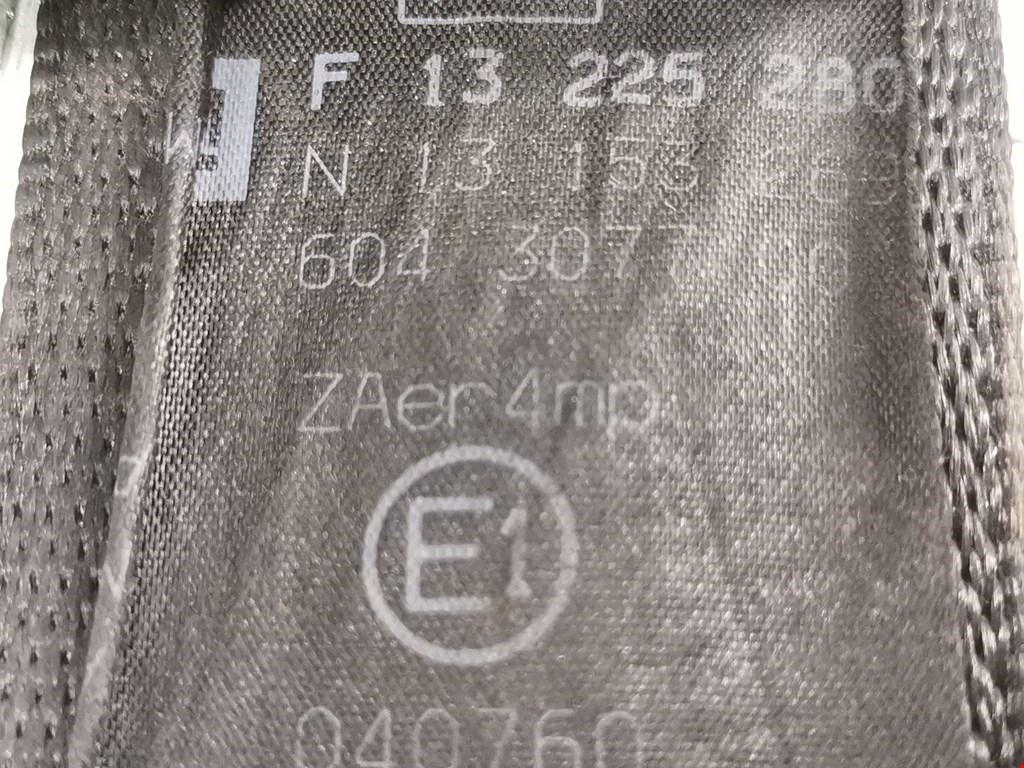 F 13 225 280
N 13 153
604 3077
ZAer 4mp
E1
040760